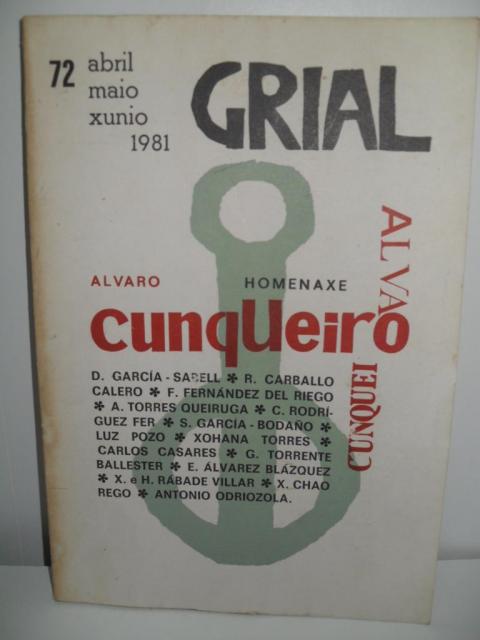 72 abril
maio
xunio
1981
GRIAL
ALVARO HOMENAXE
cunqUeirO
D. GARCÍA - SABELL ✱ R. CARBALLO
CALERO ✱ F. FERNÁNDEZ DEL RIEGO
✱ A. TORRES QUEIRUGA ✱ C. RODRÍ-
GUEZ FER ✱ S. GARCÍA - BODAÑO ✱
LUZ POZO ✱ XOHANA TORRES ✱
CARLOS CASARES ✱ G. TORRENTE
BALLESTER ✱ E. ÁLVAREZ BLÁZQUEZ
✱ X. e H. RÁBADE VILLAR ✱ X. CHAO
REGO ✱ ANTONIO ODRIOZOLA.
ALVA
CUNQUEI